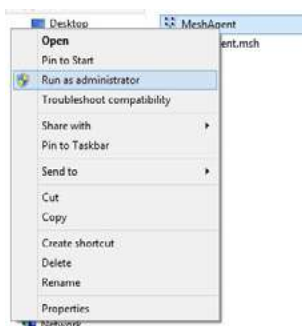 Desktop
MeshAgent
Open
ent.msh
Pin to Start
Run as administrator
Troubleshoot compatibility
Share with
Pin to Taskbar
Send to
Cut
Copy
Create shortcut
Delete
Rename
Properties
Network